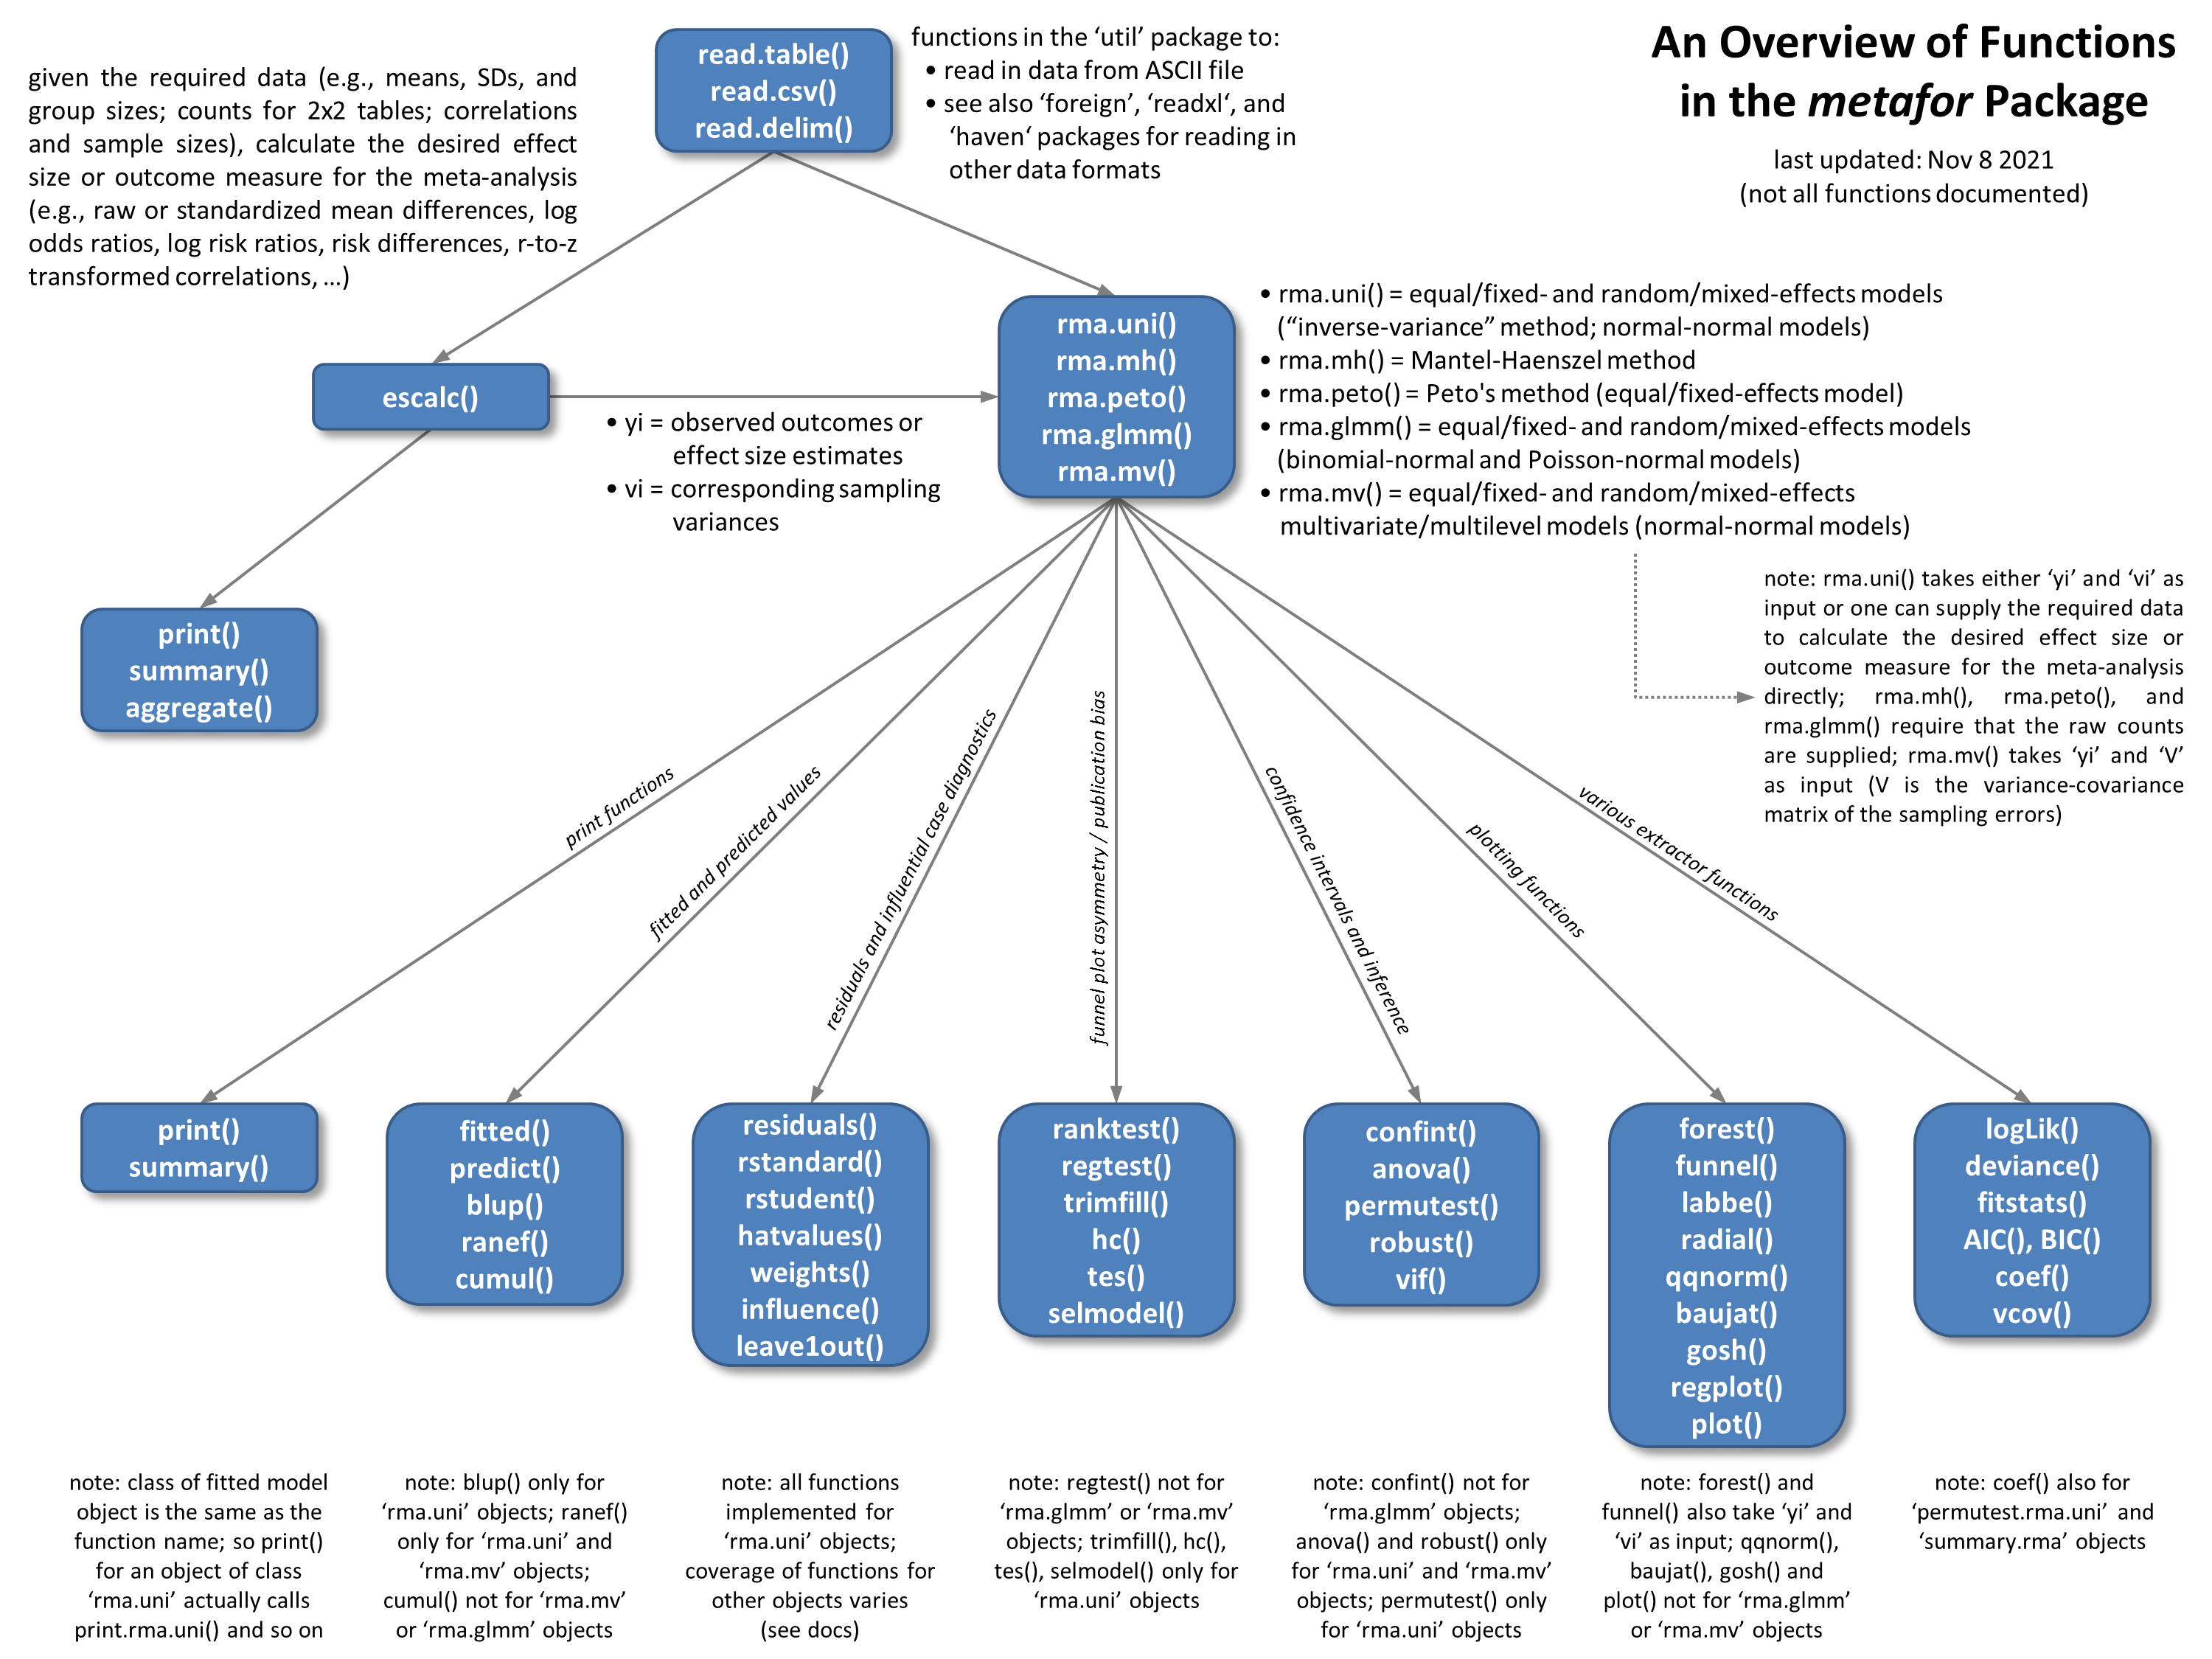 An Overview of Functions
in the metafor Package
last updated: Nov 8 2021
(not all functions documented)
given the required data (e.g., means, SDs, and
group sizes; counts for 2x2 tables; correlations
and sample sizes), calculate the desired effect
size or outcome measure for the meta-analysis
(e.g., raw or standardized mean differences, log
odds ratios, log risk ratios, risk differences, r-to-z
transformed correlations, ...)
read.table()
read.csv()
read.delim()
functions in the ‘util’ package to:
• read in data from ASCII file
• see also ‘foreign’, ‘readxl‘, and
‘haven‘ packages for reading in
other data formats
escalc()
• yi = observed outcomes or
effect size estimates
• vi = corresponding sampling
variances
rma.uni()
rma.mh()
rma.peto()
rma.glmm()
rma.mv()
• rma.uni() = equal/fixed- and random/mixed-effects models
(“inverse-variance” method; normal-normal models)
• rma.mh() = Mantel-Haenszel method
• rma.peto() = Peto's method (equal/fixed-effects model)
• rma.glmm() = equal/fixed- and random/mixed-effects models
(binomial-normal and Poisson-normal models)
• rma.mv() = equal/fixed- and random/mixed-effects
multivariate/multilevel models (normal-normal models)
note: rma.uni() takes either ‘yi’ and ‘vi’ as
input or one can supply the required data
to calculate the desired effect size or
outcome measure for the meta-analysis
directly; rma.mh(), rma.peto(), and
rma.glmm() require that the raw counts
are supplied; rma.mv() takes ‘yi’ and ‘V’
as input (V is the variance-covariance
matrix of the sampling errors)
print()
summary()
aggregate()
print functions
fitted and predicted values
residuals and influential case diagnostics
funnel plot asymmetry / publication bias
confidence intervals and inference
plotting functions
various extractor functions
print()
summary()
fitted()
predict()
blup()
ranef()
cumul()
residuals()
rstandard()
rstudent()
hatvalues()
weights()
influence()
leave1out()
ranktest()
regtest()
trimfill()
hc()
tes()
selmodel()
confint()
anova()
permutest()
robust()
vif()
forest()
funnel()
labbe()
radial()
qqnorm()
baujat()
gosh()
regplot()
plot()
logLik()
deviance()
fitstats()
AIC(), BIC()
coef()
vcov()
note: class of fitted model
object is the same as the
function name; so print()
for an object of class
‘rma.uni’ actually calls
print.rma.uni() and so on
note: blup() only for
‘rma.uni’ objects; ranef()
only for ‘rma.uni’ and
‘rma.mv’ objects;
cumul() not for ‘rma.mv’
or ‘rma.glmm’ objects
note: all functions
implemented for
‘rma.uni’ objects;
coverage of functions for
other objects varies
(see docs)
note: regtest() not for
‘rma.glmm’ or ‘rma.mv’
objects; trimfill(), hc(),
tes(), selmodel() only for
‘rma.uni’ objects
note: confint() not for
‘rma.glmm’ objects;
anova() and robust() only
for ‘rma.uni’ and ‘rma.mv’
objects; permutest() only
for ‘rma.uni’ objects
note: forest() and
funnel() also take ‘yi’ and
‘vi’ as input; qqnorm(),
baujat(), gosh() and
plot() not for ‘rma.glmm’
or ‘rma.mv’ objects
note: coef() also for
‘permutest.rma.uni’ and
‘summary.rma’ objects